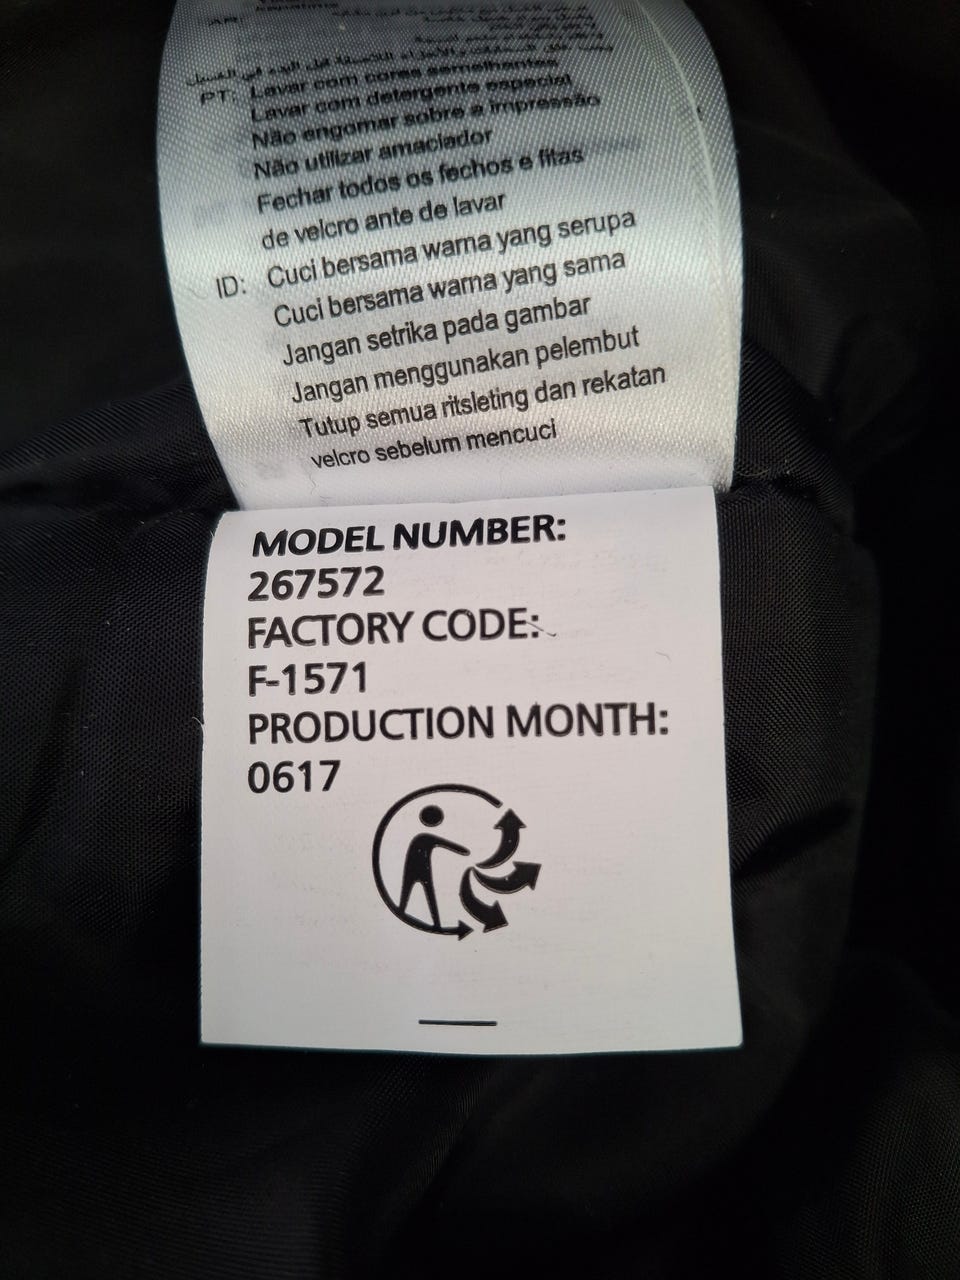 AR:
PT: Lavar com cores semelhantes
Lavar com detergente especial
Não engomar sobre a impressão
Não utilizar amaciador
Fechar todos os fechos e fitas
de velcro ante de lavar
ID: Cuci bersama warna yang serupa
Cuci bersama warna yang sama
Jangan setrika pada gambar
Jangan menggunakan pelembut
Tutup semua ritsleting dan rekatan
velcro sebelum mencuci
MODEL NUMBER:
267572
FACTORY CODE:
F-1571
PRODUCTION MONTH:
0617